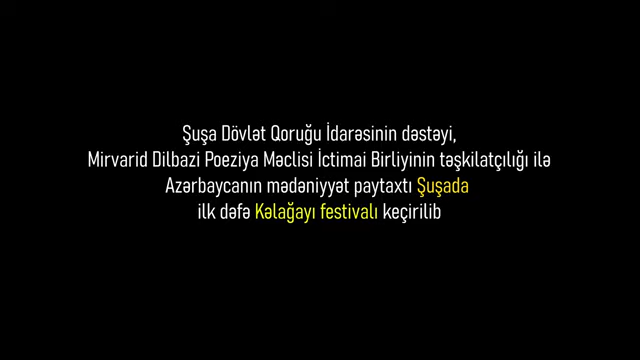 Şuşa Dövlət Qoruğu İdarəsinin dəstəyi,
Mirvarid Dilbazi Poeziya Məclisi İctimai Birliyinin təşkilatçılığı ilə
Azərbaycanın mədəniyyət paytaxtı Şuşada
ilk dəfə Kəlağayı festivalı keçirilib